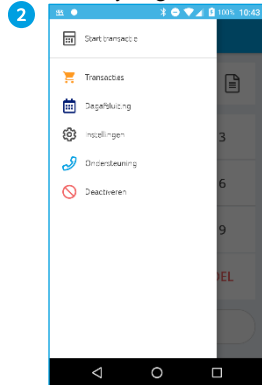 2
100% 10:43
Start transactie
Transacties
Dagafsluiting
3
Instellingen
6
Ondersteuning
Deactiveren
9
DEL